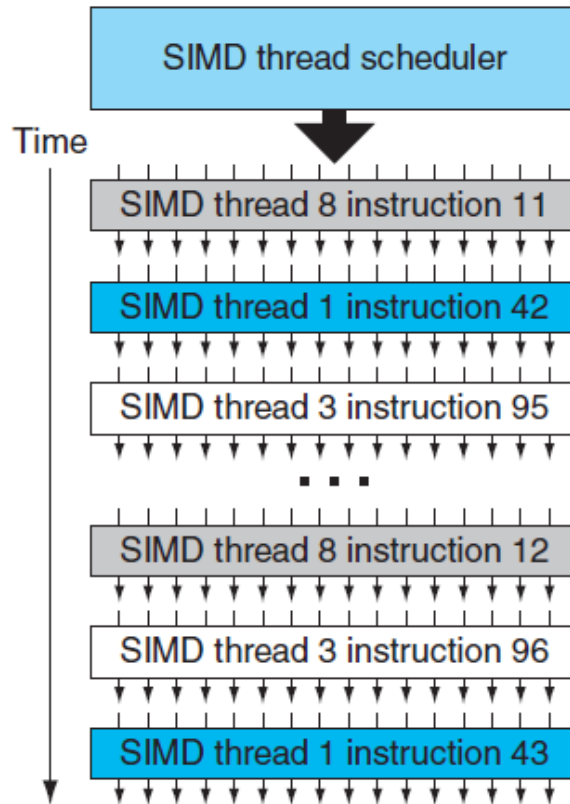 SIMD thread scheduler
Time
SIMD thread 8 instruction 11
SIMD thread 1 instruction 42
SIMD thread 3 instruction 95
. . .
SIMD thread 8 instruction 12
SIMD thread 3 instruction 96
SIMD thread 1 instruction 43